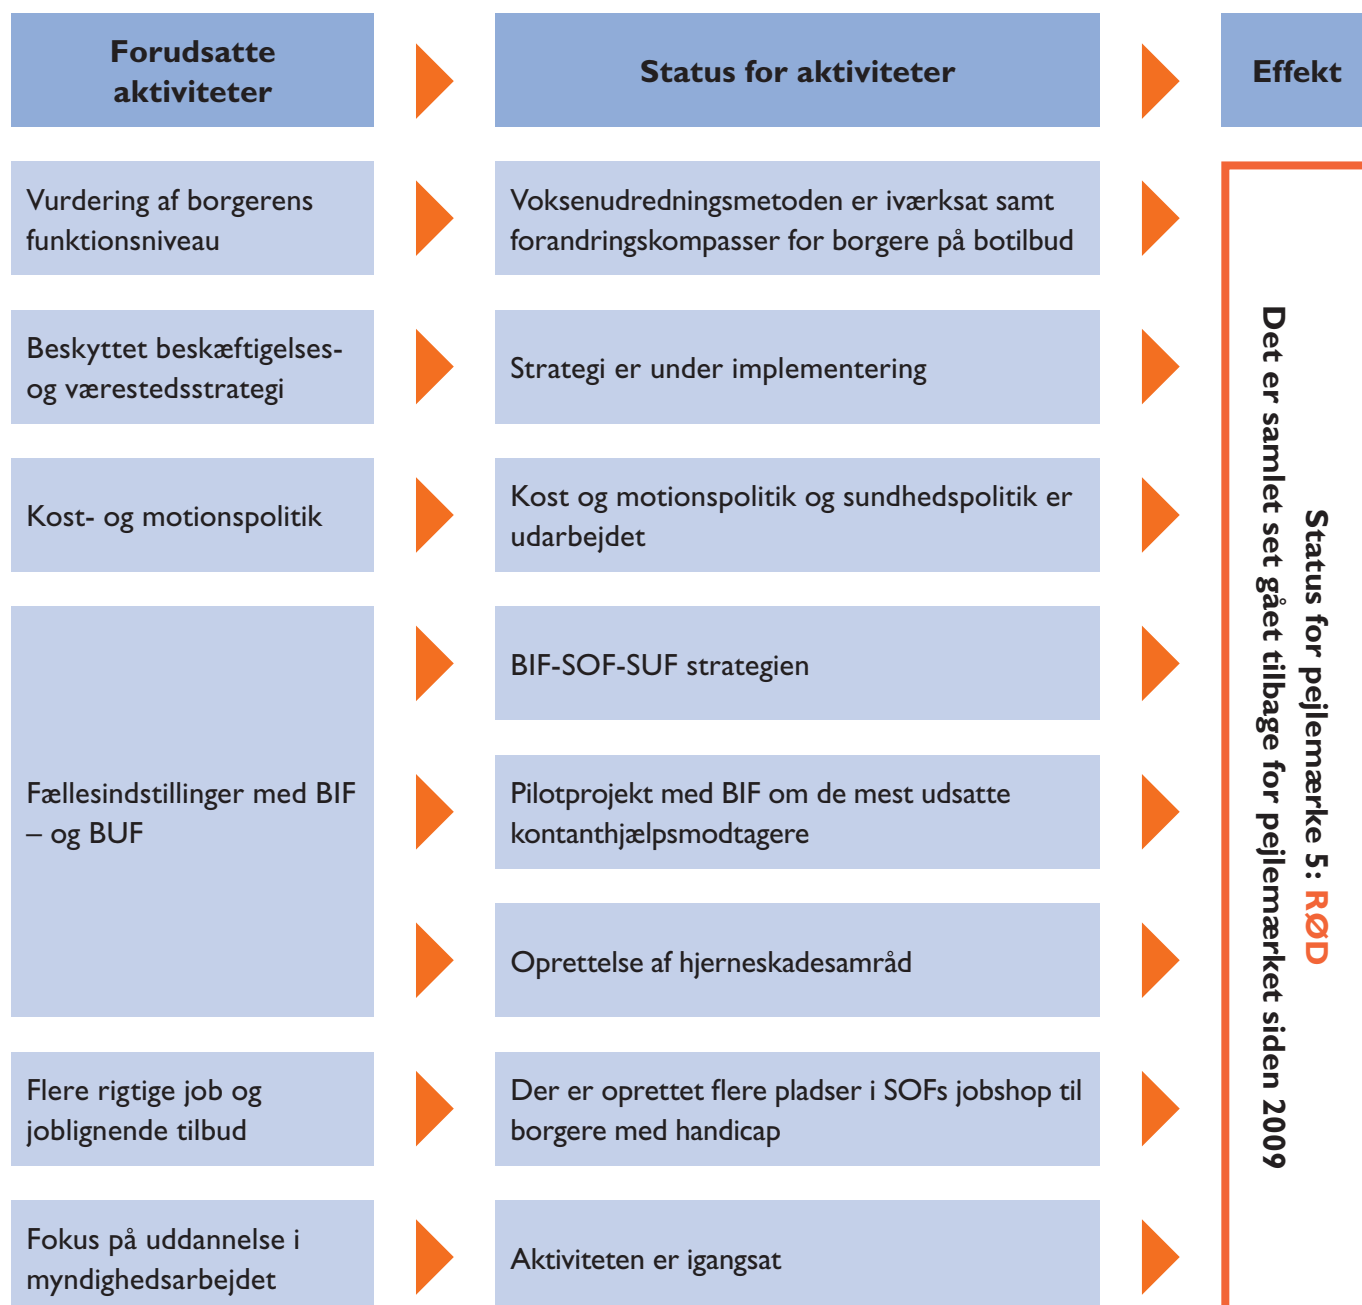 Forudsatte
aktiviteter
Status for aktiviteter
Effekt
Vurdering af borgerens
funktionsniveau
Voksenudredningsmetoden er iværksat samt
forandringskompasser for borgere på botilbud
Beskyttet beskæftigelses-
og værestedsstrategi
Strategi er under implementering
Kost- og motionspolitik
Kost og motionspolitik og sundhedspolitik er
udarbejdet
Fællesindstillinger med BIF
– og BUF
BIF-SOF-SUF strategien
Pilotprojekt med BIF om de mest udsatte
kontanthjælpsmodtagere
Oprettelse af hjerneskadesamråd
Flere rigtige job og
joblignende tilbud
Der er oprettet flere pladser i SOFs jobshop til
borgere med handicap
Fokus på uddannelse i
myndighedsarbejdet
Aktiviteten er igangsat
Status for pejlemærke 5: RØD
Det er samlet set gået tilbage for pejlemærket siden 2009